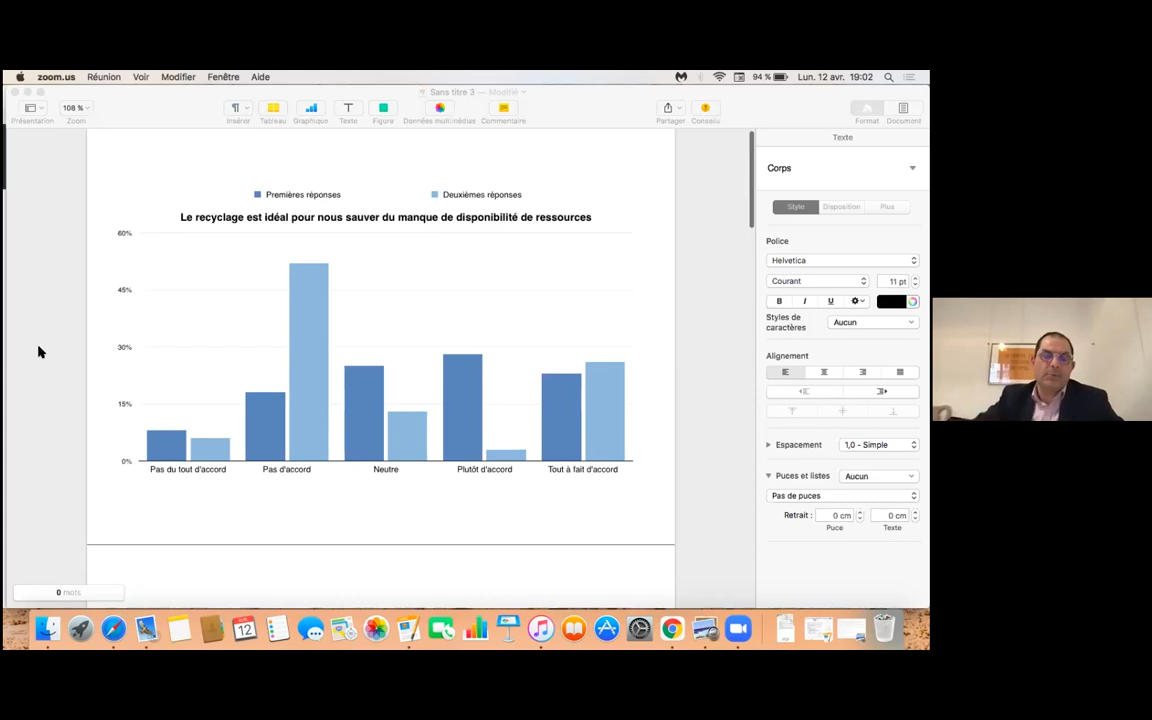 zoom.us Réunion Voir Modifier Fenêtre Aide 94 % Lun. 12 avr. 19:02
Sans titre 3 — Modifié
108 %
Présentation Zoom Insérer Tableau Graphique Texte Figure Données multimédias Commentaire Partager Conseils Format Document
Texte
Corps
Style Disposition Plus
Police
Helvetica
Courant 11 pt
B I U
Styles de
caractères
Aucun
Alignement
Espacement 1,0 - Simple
Puces et listes Aucun
Pas de puces
Retrait : 0 cm 0 cm
Puce Texte
Premières réponses Deuxièmes réponses
Le recyclage est idéal pour nous sauver du manque de disponibilité de ressources
60%
45%
30%
15%
0%
Pas du tout d'accord Pas d'accord Neutre Plutôt d'accord Tout à fait d'accord
0 mots
12